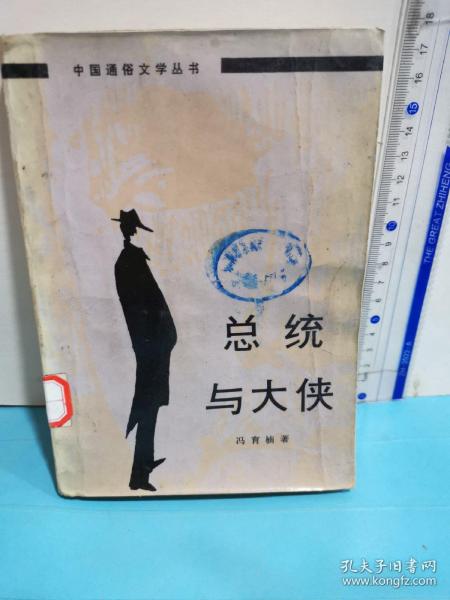 中国通俗文学丛书
总统
与大侠
冯育楠著
THE GREAT ZHIHENG
孔夫子旧书网
www.kongfz.com